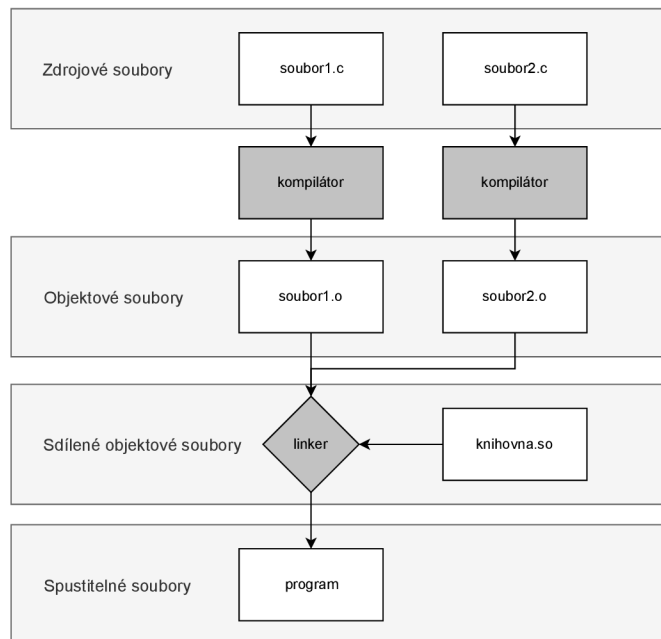 Zdrojové soubory
soubor1.c
soubor2.c
kompilátor
kompilátor
Objektové soubory
soubor1.o
soubor2.o
Sdílené objektové soubory
linker
knihovna.so
Spustitelné soubory
program